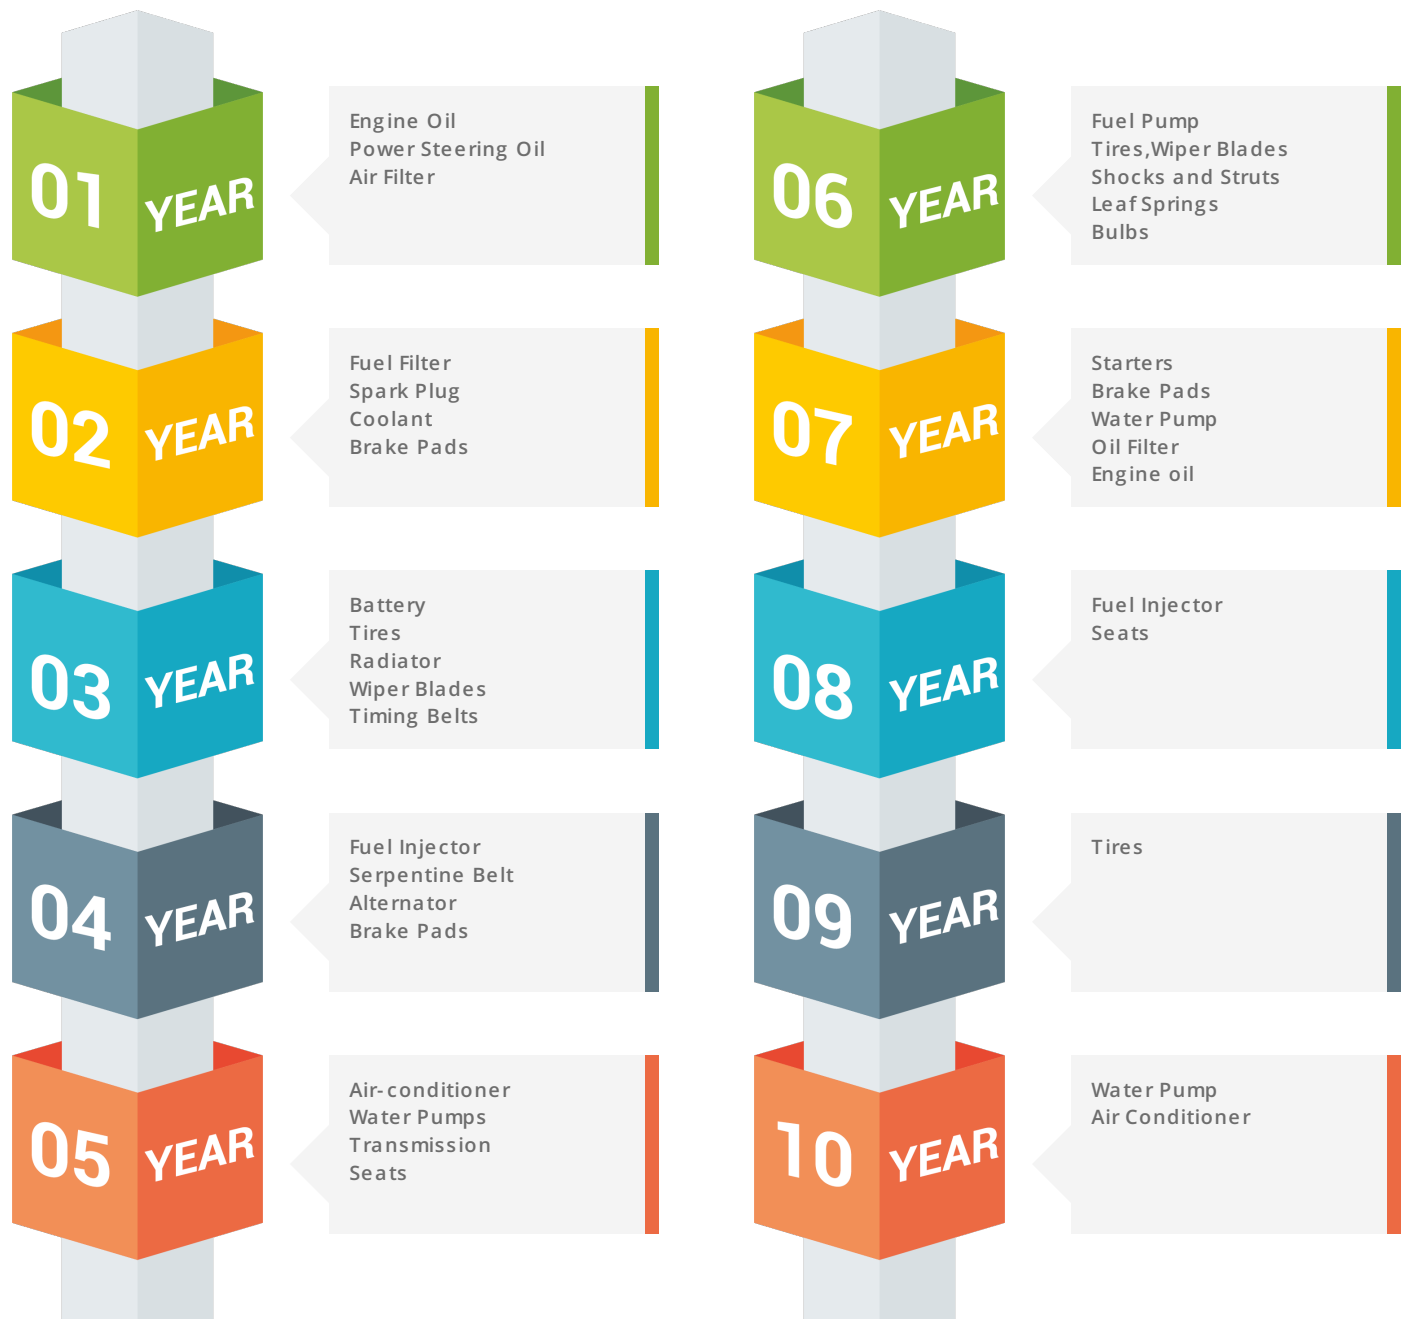 01 YEAR
Engine Oil
Power Steering Oil
Air Filter
02 YEAR
Fuel Filter
Spark Plug
Coolant
Brake Pads
03 YEAR
Battery
Tires
Radiator
Wiper Blades
Timing Belts
04 YEAR
Fuel Injector
Serpentine Belt
Alternator
Brake Pads
05 YEAR
Air-conditioner
Water Pumps
Transmission
Seats
06 YEAR
Fuel Pump
Tires,Wiper Blades
Shocks and Struts
Leaf Springs
Bulbs
07 YEAR
Starters
Brake Pads
Water Pump
Oil Filter
Engine oil
08 YEAR
Fuel Injector
Seats
09 YEAR
Tires
10 YEAR
Water Pump
Air Conditioner